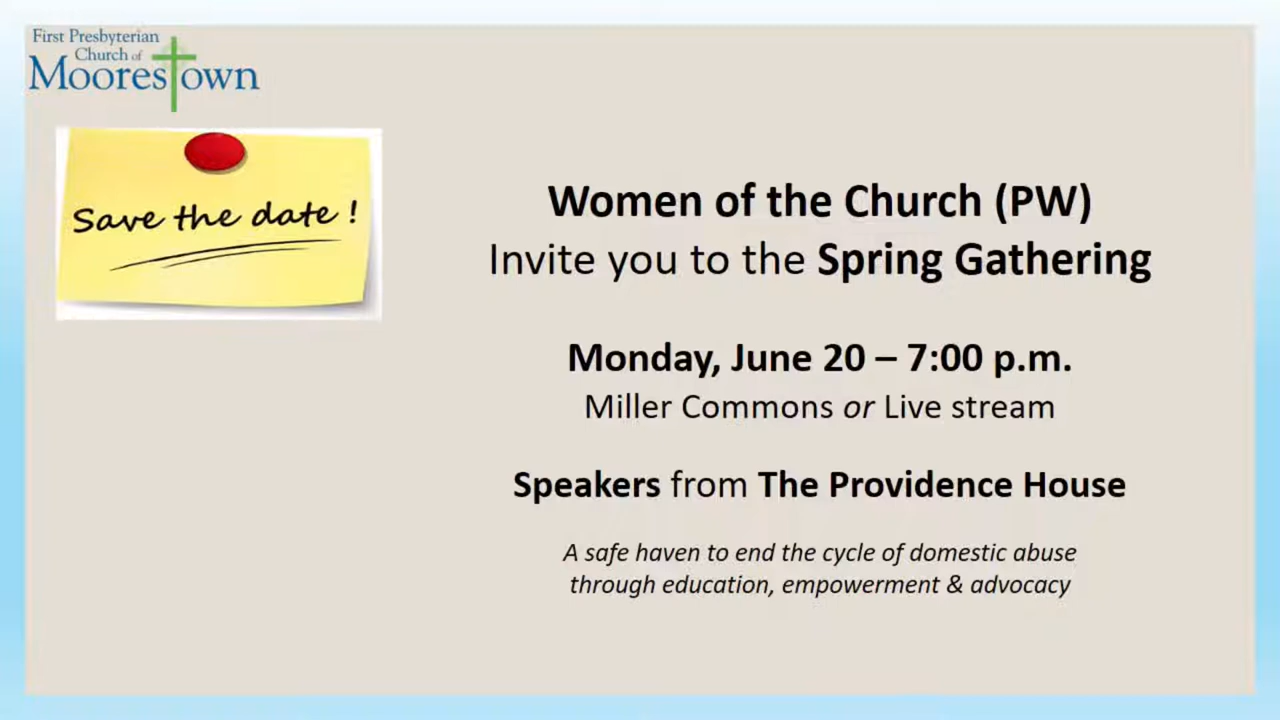 First Presbyterian
Church of
Moorestown
Save the date !
Women of the Church (PW)
Invite you to the Spring Gathering
Monday, June 20 – 7:00 p.m.
Miller Commons or Live stream
Speakers from The Providence House
A safe haven to end the cycle of domestic abuse
through education, empowerment & advocacy